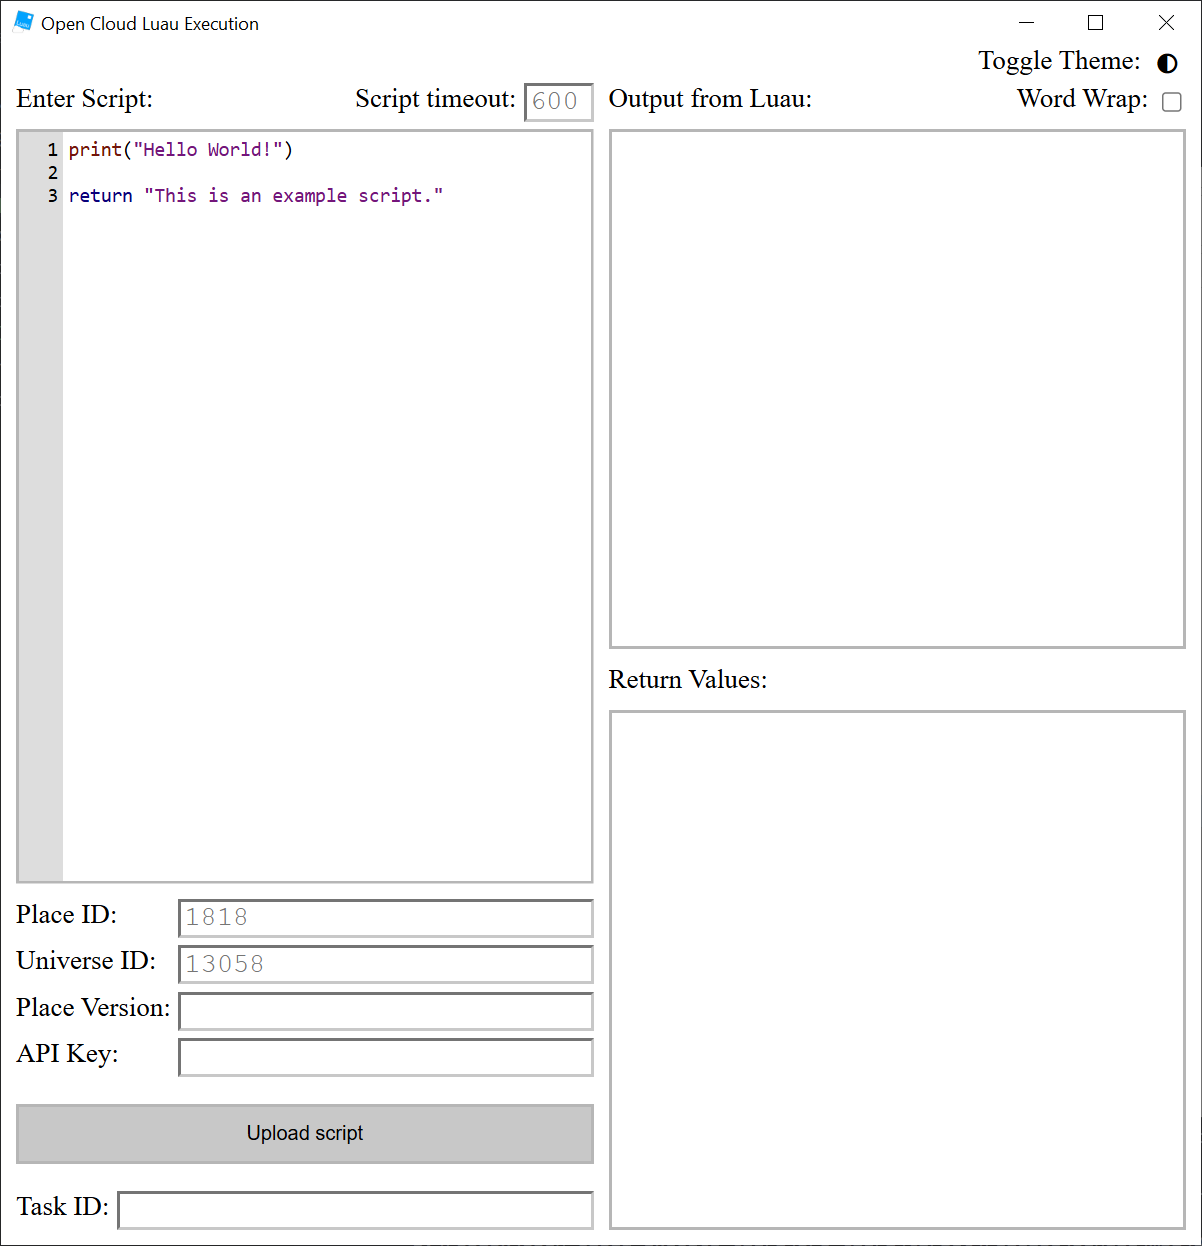 Open Cloud Luau Execution
Toggle Theme:
Enter Script:
Script timeout: 600
Output from Luau:
Word Wrap:
1 print("Hello World!")
2
3 return "This is an example script."
Return Values:
Place ID: 1818
Universe ID: 13058
Place Version:
API Key:
Upload script
Task ID: